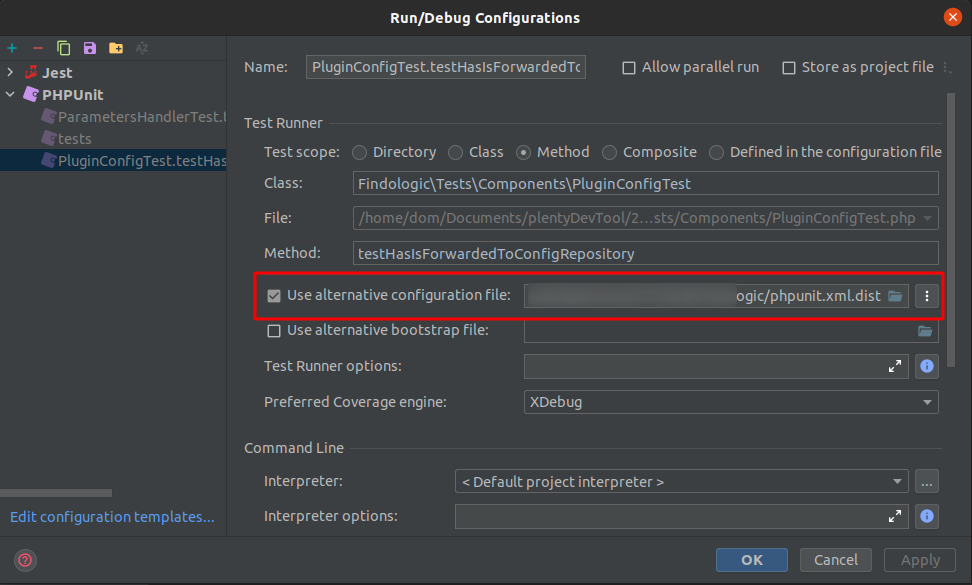 Run/Debug Configurations
Jest
PHPUnit
ParametersHandlerTest.
tests
PluginConfigTest.testHas
Edit configuration templates...
Name: PluginConfigTest.testHasIsForwardedTo
Allow parallel run
Store as project file
Test Runner
Test scope: Directory Class Method Composite Defined in the configuration file
Class: Findologic\Tests\Components\PluginConfigTest
File: /home/dom/Documents/plentyDevTool/2...sts/Components/PluginConfigTest.php
Method: testHasIsForwardedToConfigRepository
Use alternative configuration file: ogic/phpunit.xml.dist
Use alternative bootstrap file:
Test Runner options:
Preferred Coverage engine: XDebug
Command Line
Interpreter: < Default project interpreter > ...
Interpreter options:
OK Cancel Apply